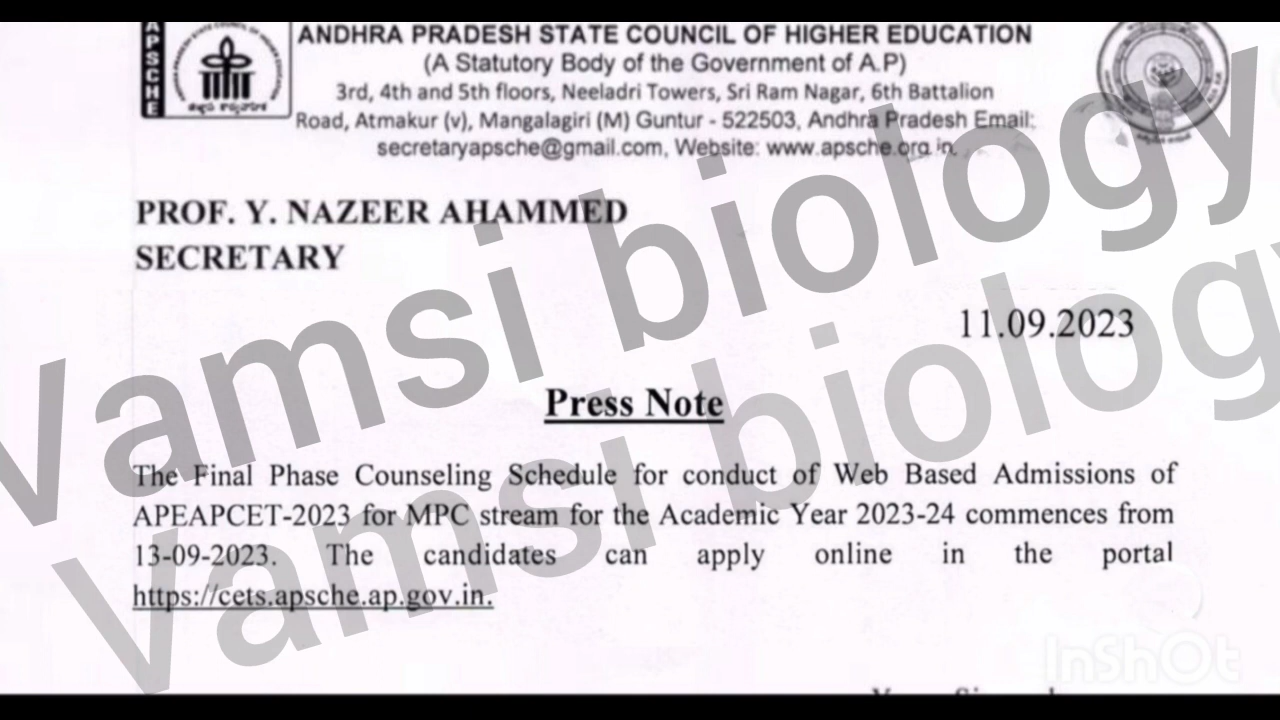 APSCHE
ANDHRA PRADESH STATE COUNCIL OF HIGHER EDUCATION
(A Statutory Body of the Government of A.P)
3rd, 4th and 5th floors, Neeladri Towers, Sri Ram Nagar, 6th Battalion
Road, Atmakur (v), Mangalagiri (M) Guntur - 522503, Andhra Pradesh Email:
secretaryapsche@gmail.com, Website: www.apsche.org.in,
PROF. Y. NAZEER AHAMMED
SECRETARY
11.09.2023
Press Note
The Final Phase Counseling Schedule for conduct of Web Based Admissions of
APEAPCET-2023 for MPC stream for the Academic Year 2023-24 commences from
13-09-2023. The candidates can apply online in the portal
https://cets.apsche.ap.gov.in.
Vamsi biology
Vamsi biology
InShOt